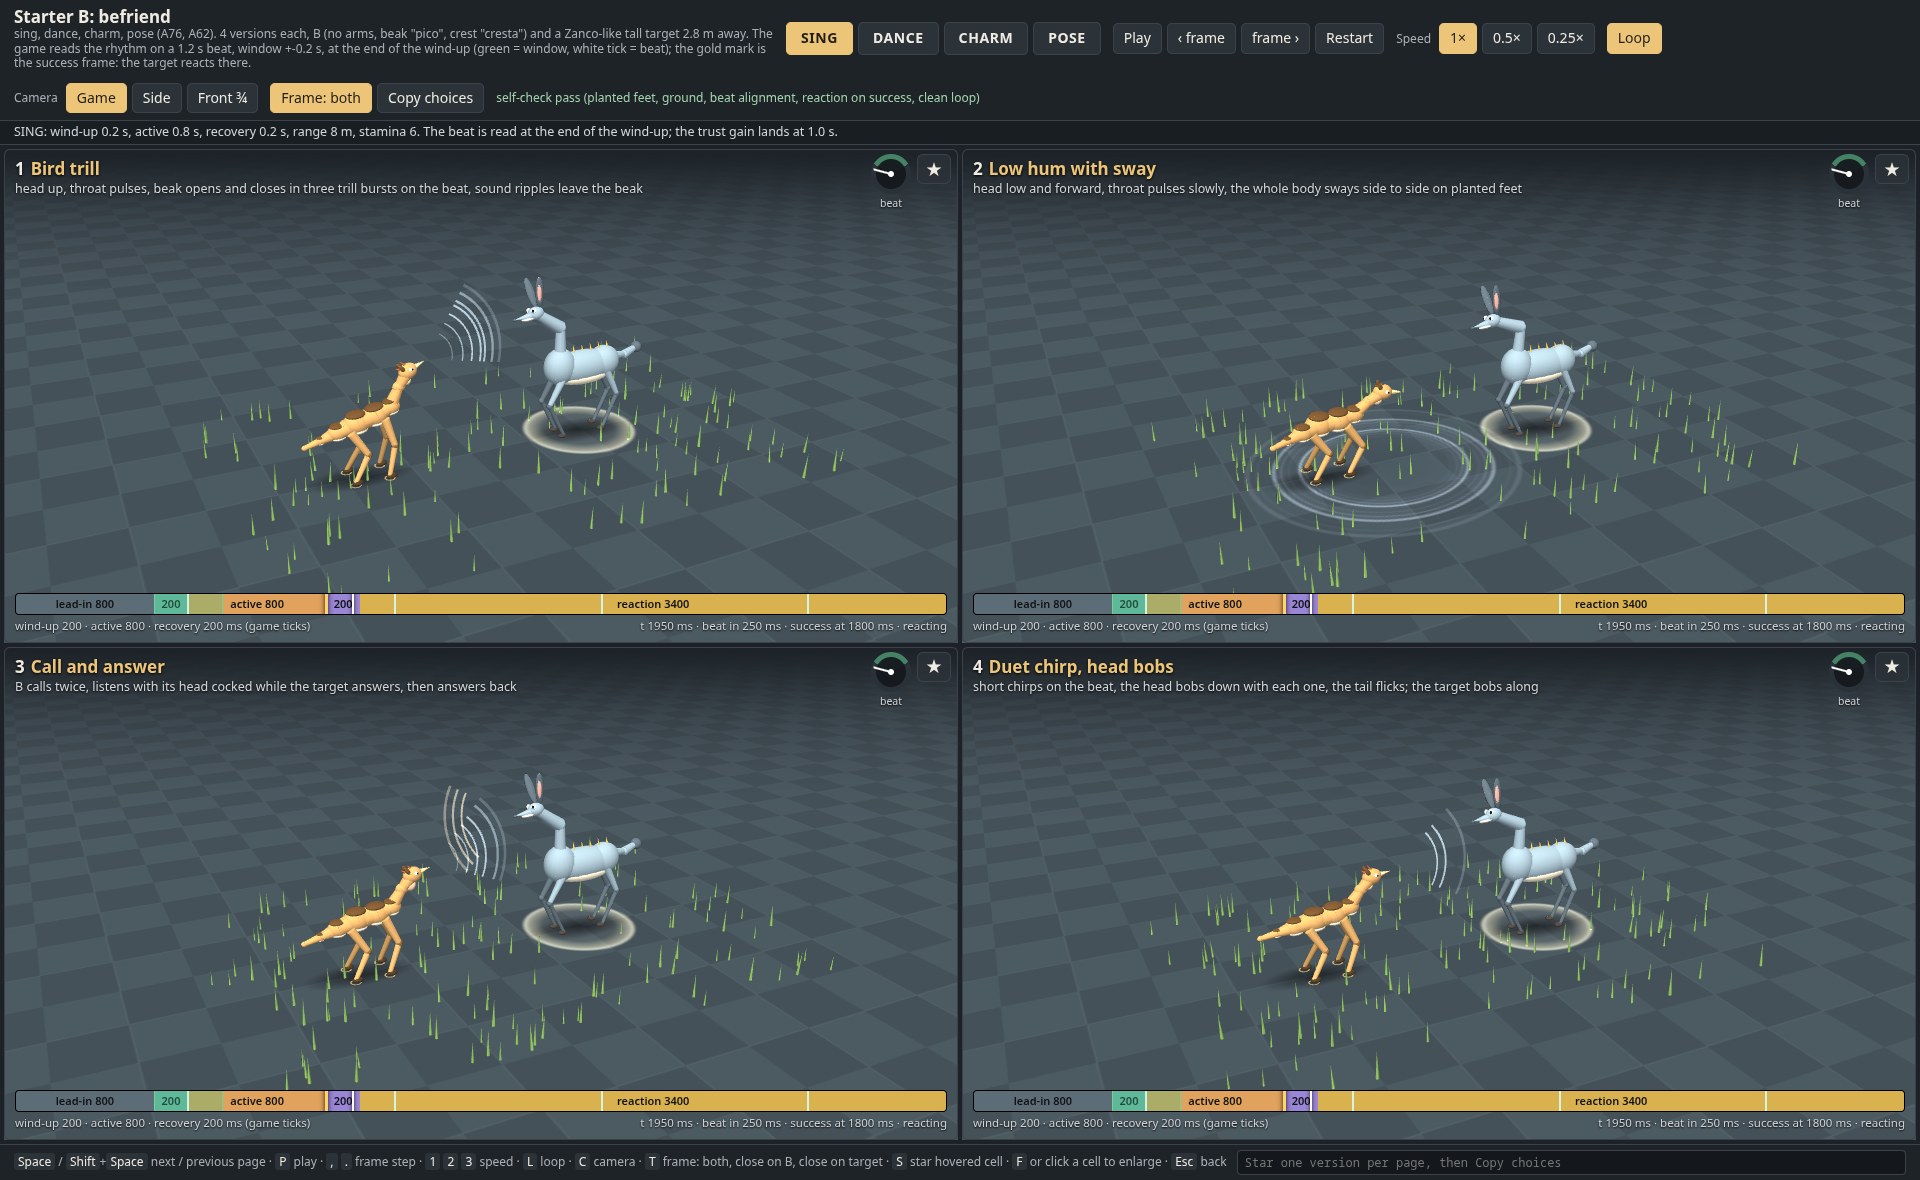 Starter B: befriend
sing, dance, charm, pose (A76, A62). 4 versions each, B (no arms, beak "pico", crest "cresta") and a Zanco-like tall target 2.8 m away. The
game reads the rhythm on a 1.2 s beat, window +-0.2 s, at the end of the wind-up (green = window, white tick = beat); the gold mark is
the success frame: the target reacts there.
SING DANCE CHARM POSE Play ‹ frame frame › Restart Speed 1× 0.5× 0.25× Loop
Camera Game Side Front ¾ Frame: both Copy choices self-check pass (planted feet, ground, beat alignment, reaction on success, clean loop)
SING: wind-up 0.2 s, active 0.8 s, recovery 0.2 s, range 8 m, stamina 6. The beat is read at the end of the wind-up; the trust gain lands at 1.0 s.
1 Bird trill ★
head up, throat pulses, beak opens and closes in three trill bursts on the beat, sound ripples leave the beak
beat
lead-in 800 200 active 800 200 reaction 3400
wind-up 200 · active 800 · recovery 200 ms (game ticks) t 1950 ms · beat in 250 ms · success at 1800 ms · reacting
2 Low hum with sway ★
head low and forward, throat pulses slowly, the whole body sways side to side on planted feet
beat
lead-in 800 200 active 800 200 reaction 3400
wind-up 200 · active 800 · recovery 200 ms (game ticks) t 1950 ms · beat in 250 ms · success at 1800 ms · reacting
3 Call and answer ★
B calls twice, listens with its head cocked while the target answers, then answers back
beat
lead-in 800 200 active 800 200 reaction 3400
wind-up 200 · active 800 · recovery 200 ms (game ticks) t 1950 ms · beat in 250 ms · success at 1800 ms · reacting
4 Duet chirp, head bobs ★
short chirps on the beat, the head bobs down with each one, the tail flicks; the target bobs along
beat
lead-in 800 200 active 800 200 reaction 3400
wind-up 200 · active 800 · recovery 200 ms (game ticks) t 1950 ms · beat in 250 ms · success at 1800 ms · reacting
Space / Shift+Space next / previous page · P play · , . frame step · 1 2 3 speed · L loop · C camera · T frame: both, close on B, close on target · S star hovered cell · F or click a cell to enlarge · Esc back Star one version per page, then Copy choices